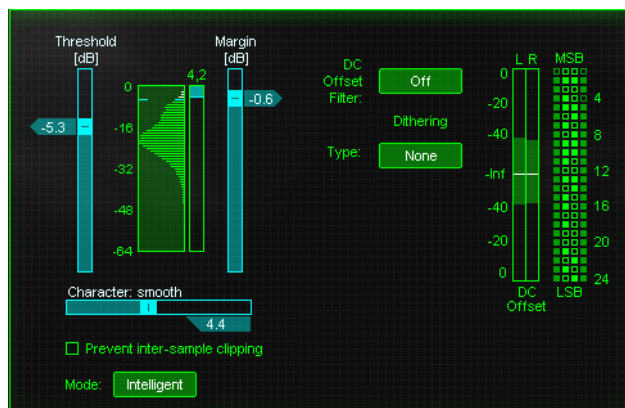 Threshold
[dB]
Margin
[dB]
4,2
0
-16
-32
-48
-64
-5.3
-0.6
Character: smooth
4.4
Prevent inter-sample clipping
Mode:
Intelligent
DC
Offset
Filter:
Off
Dithering
Type:
None
L R
0
-20
-40
-Inf
-40
-20
0
DC
Offset
MSB
4
8
12
16
20
24
LSB